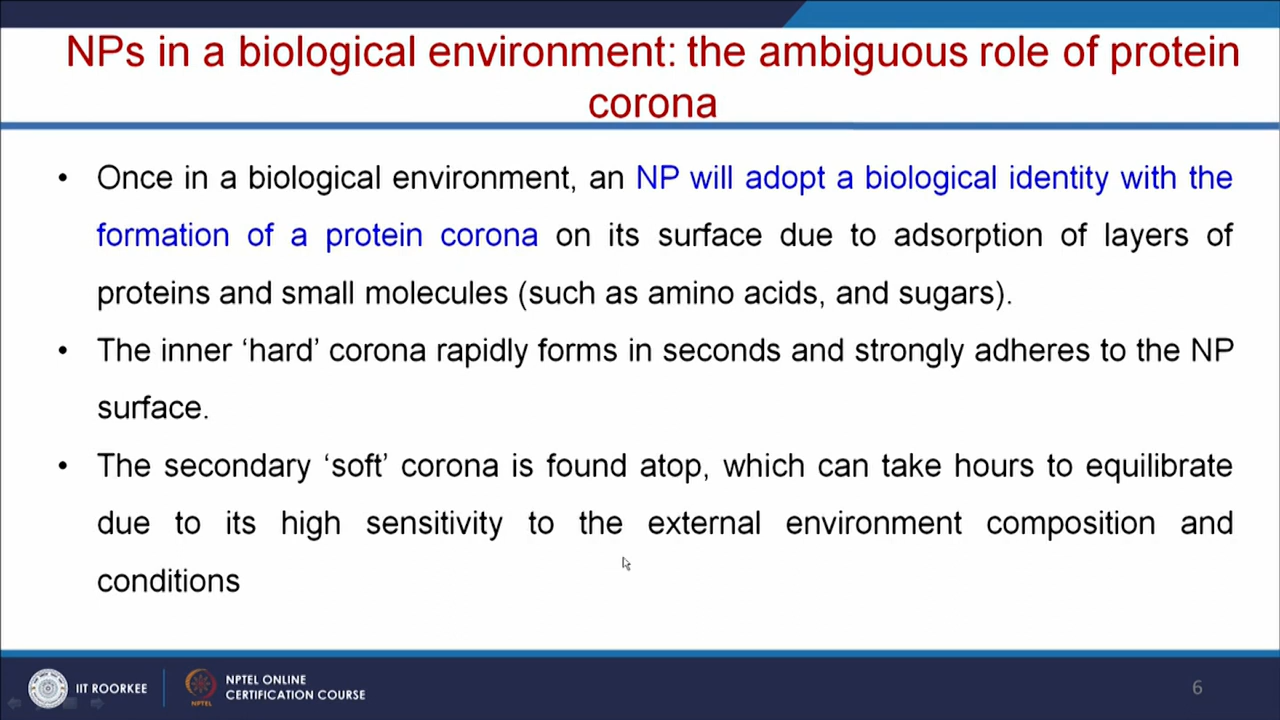 NPs in a biological environment: the ambiguous role of protein
corona
• Once in a biological environment, an NP will adopt a biological identity with the
formation of a protein corona on its surface due to adsorption of layers of
proteins and small molecules (such as amino acids, and sugars).
• The inner ‘hard’ corona rapidly forms in seconds and strongly adheres to the NP
surface.
• The secondary ‘soft’ corona is found atop, which can take hours to equilibrate
due to its high sensitivity to the external environment composition and
conditions
IIT ROORKEE
NPTEL
NPTEL ONLINE
CERTIFICATION COURSE
6